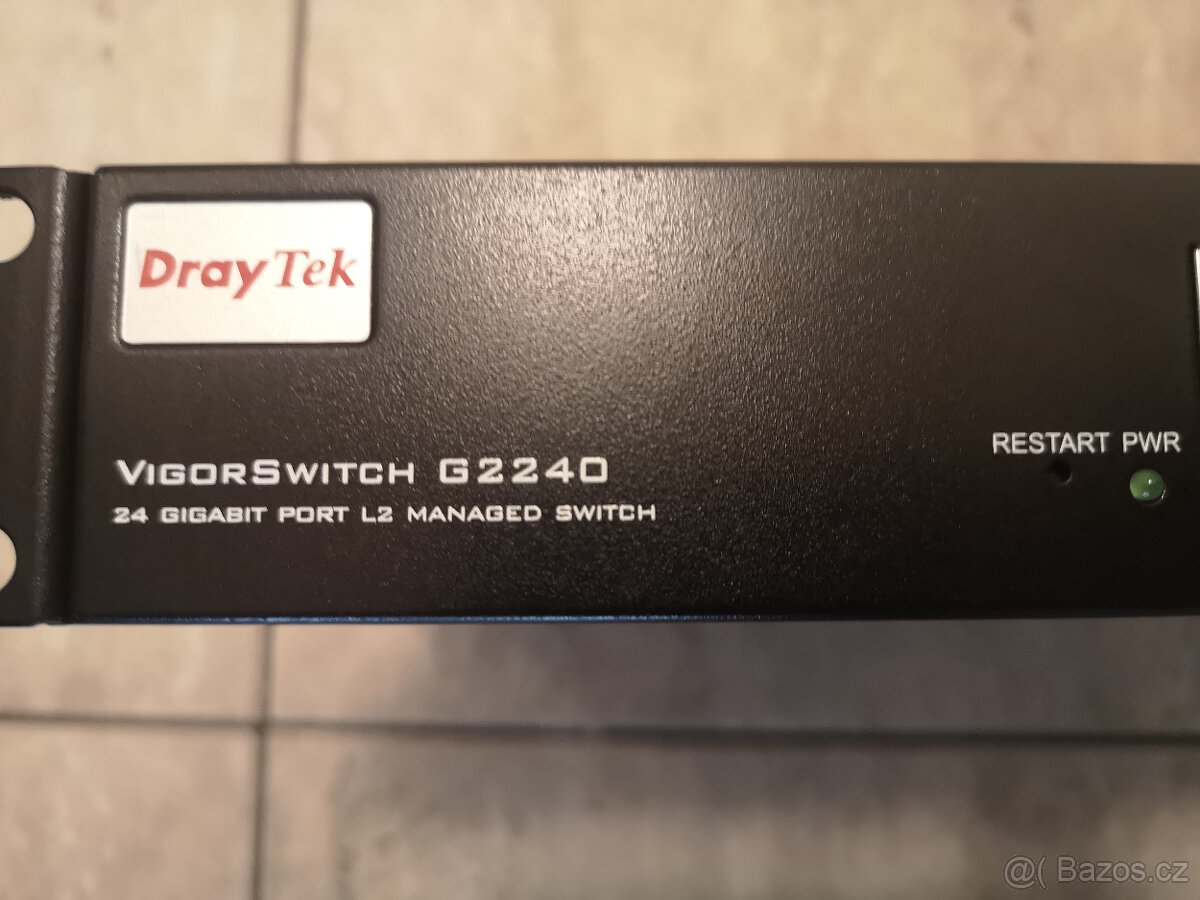 DrayTek
VIGORSWITCH G2240
24 GIGABIT PORT L2 MANAGED SWITCH
RESTART PWR
@( Bazos.cz